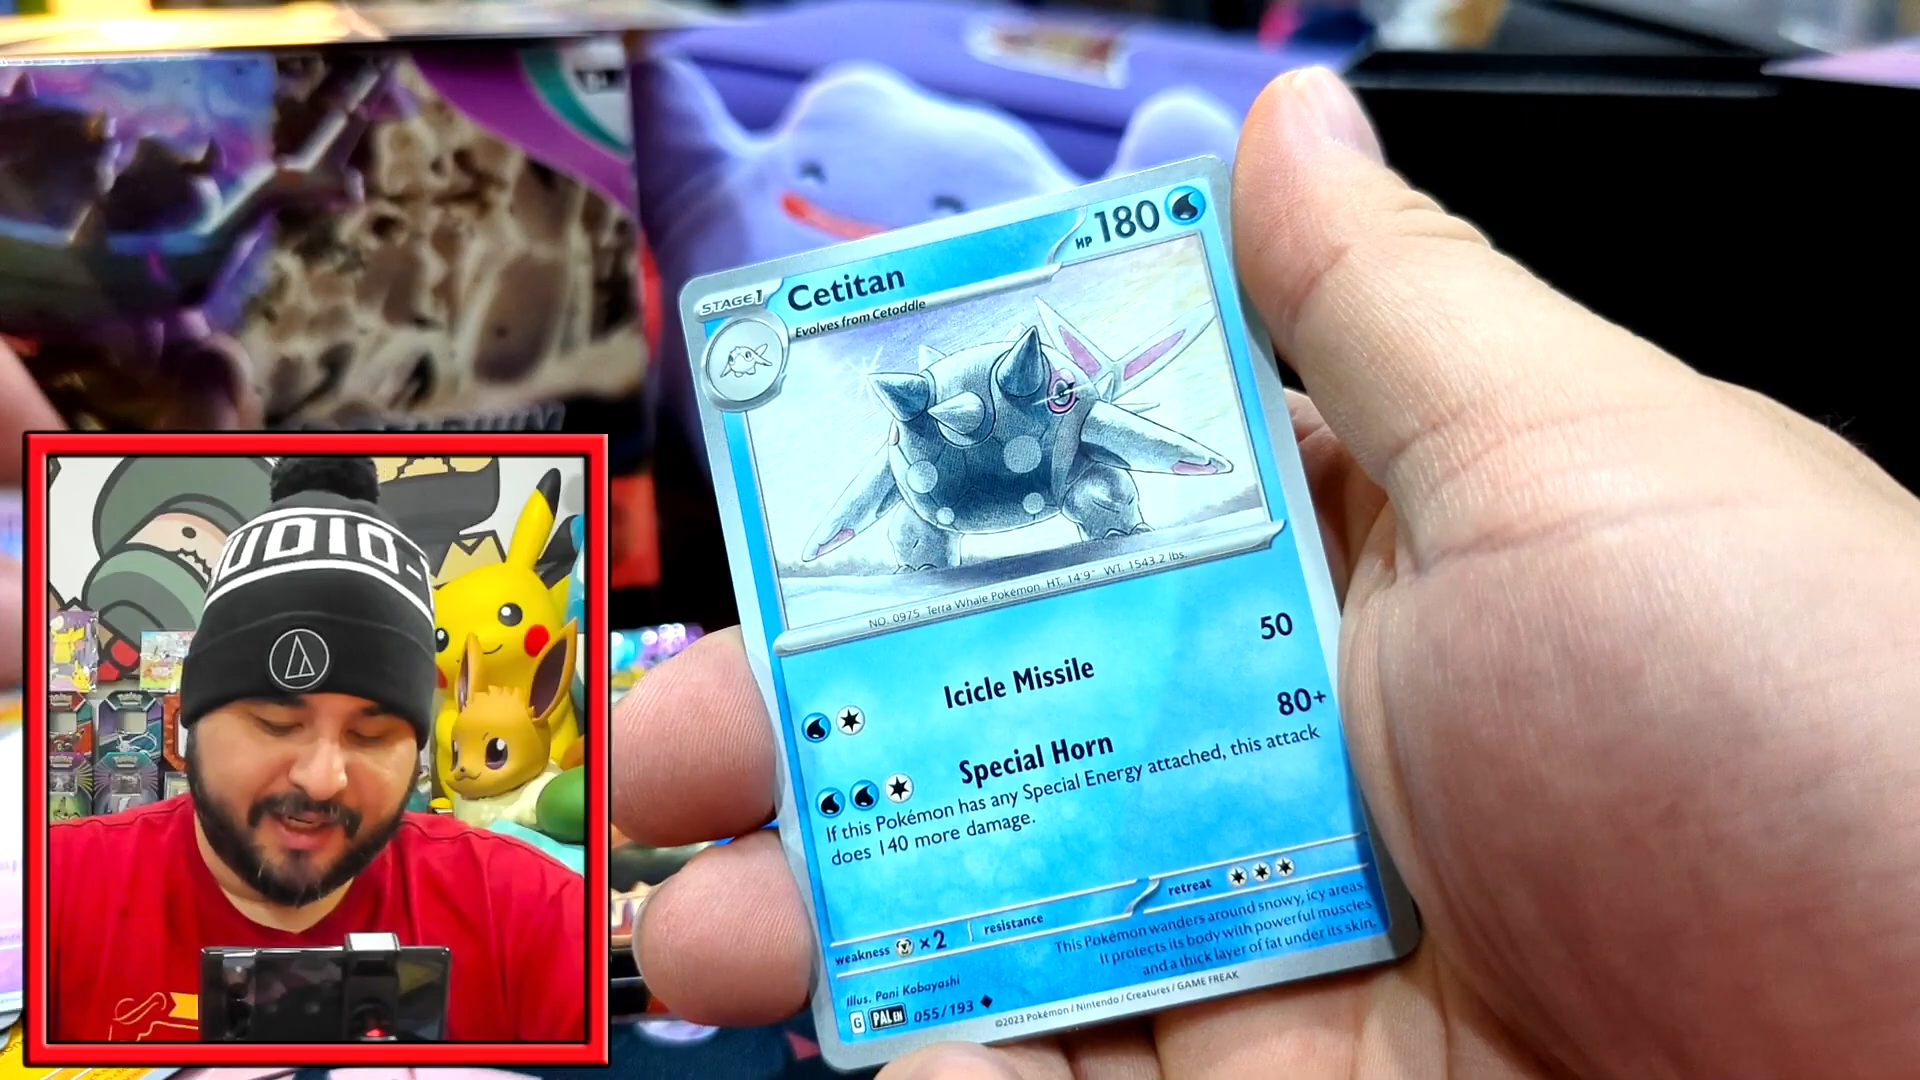 STAGE1
Cetitan
HP 180
Evolves from Cetoddle
NO. 0975 Terra Whale Pokémon HT: 14'9" WT: 1543.2 lbs.
Icicle Missile 50
Special Horn 80+
If this Pokémon has any Special Energy attached, this attack
does 140 more damage.
weakness ×2 resistance retreat
This Pokémon wanders around snowy, icy areas.
It protects its body with powerful muscles
and a thick layer of fat under its skin.
Illus. Pani Kobayashi
G PAL EN 055/193
©2023 Pokémon / Nintendo / Creatures / GAME FREAK
UDIO-